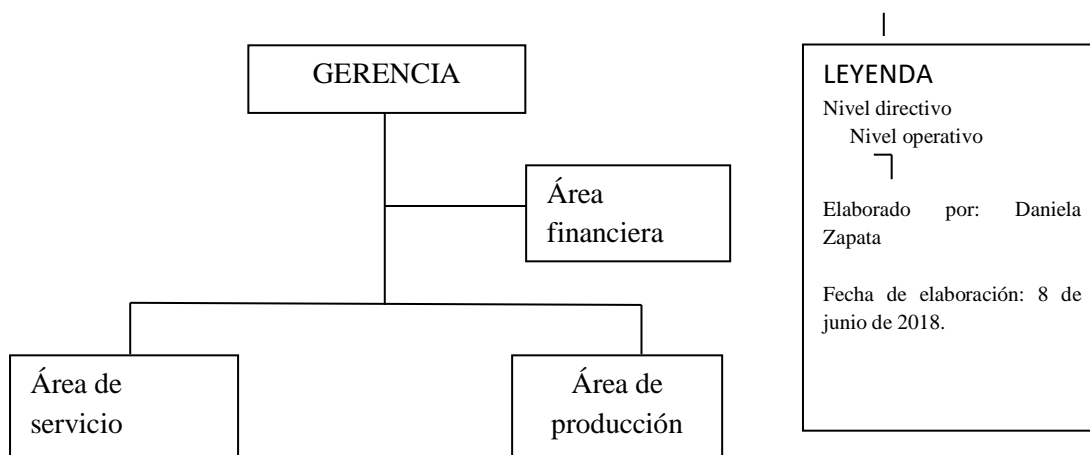 GERENCIA
Área
financiera
Área de
servicio
Área de
producción
LEYENDA
Nivel directivo
Nivel operativo
Elaborado por: Daniela
Zapata
Fecha de elaboración: 8 de
junio de 2018.